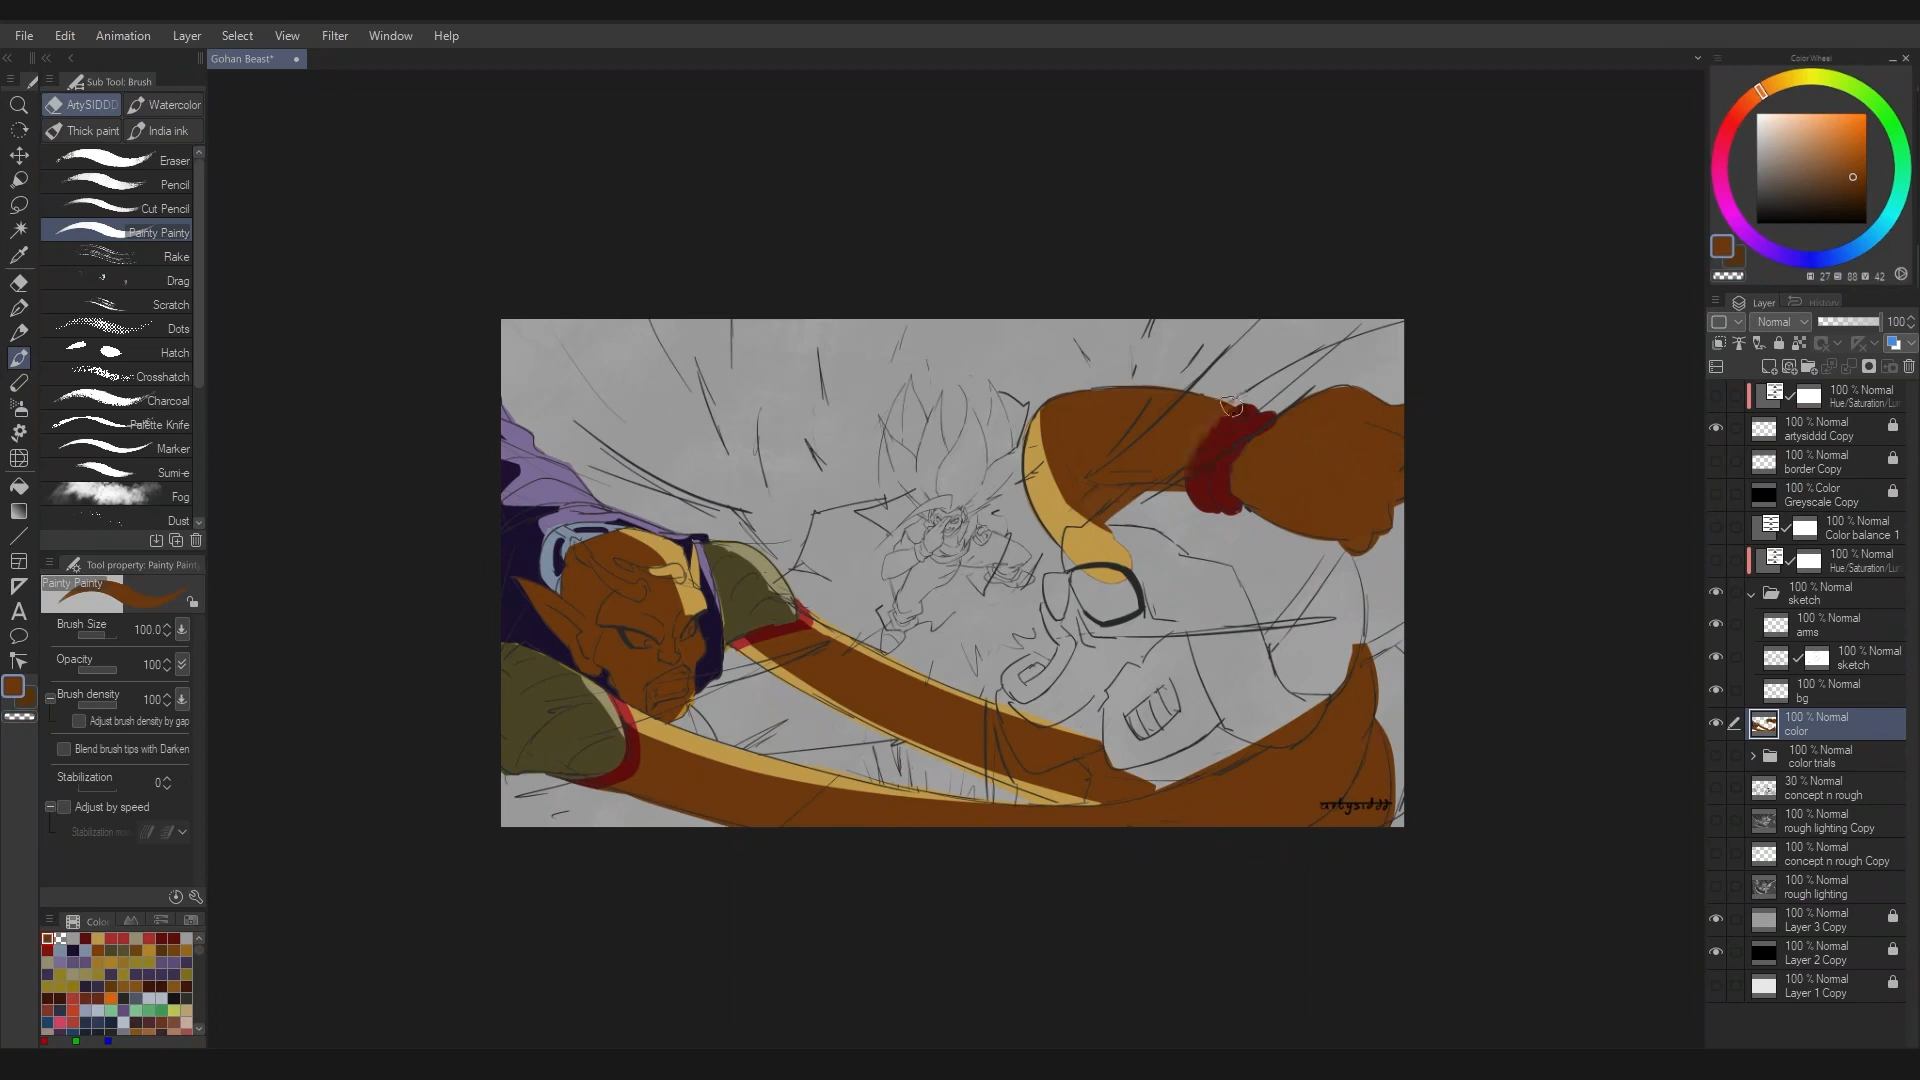 File Edit Animation Layer Select View Filter Window Help
Gohan Beast*
Color Wheel
Sub Tool: Brush
ArtySIDDD Watercolor
Thick paint India ink
Eraser
Pencil
Cut Pencil
Painty Painty
Rake
Drag
Scratch
Dots
Hatch
Crosshatch
Charcoal
Palette Knife
Marker
Sumi-e
Fog
Dust
Tool property: Painty Paint
Painty Painty
Brush Size 100.0
Opacity 100
Brush density 100
Adjust brush density by gap
Blend brush tips with Darken
Stabilization 0
Adjust by speed
Colo
artysiddd
27 88 42
Layer History
Normal 100
100 % Normal
Hue/Saturation/Lu
100 % Normal
artysiddd Copy
100 % Normal
border Copy
100 % Color
Greyscale Copy
100 % Normal
Color balance 1
100 % Normal
Hue/Saturation/Lu
100 % Normal
sketch
100 % Normal
arms
100 % Normal
sketch
100 % Normal
bg
100 % Normal
color
100 % Normal
color trials
30 % Normal
concept n rough
100 % Normal
rough lighting Copy
100 % Normal
concept n rough Copy
100 % Normal
rough lighting
100 % Normal
Layer 3 Copy
100 % Normal
Layer 2 Copy
100 % Normal
Layer 1 Copy